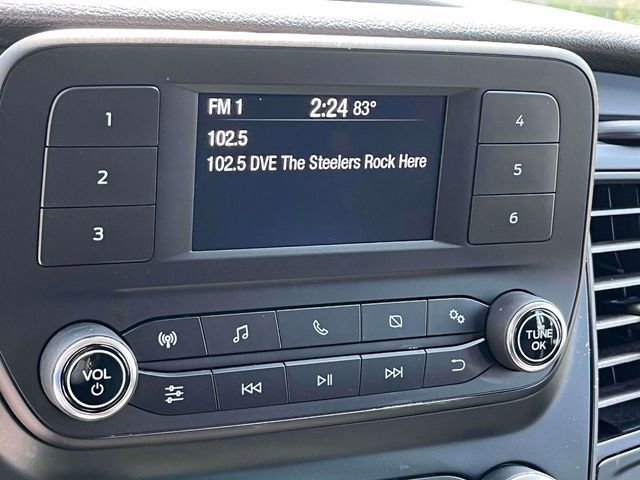 FM 1 2:24 83°
102.5
102.5 DVE The Steelers Rock Here
1
2
3
4
5
6
VOL
TUNE
OK